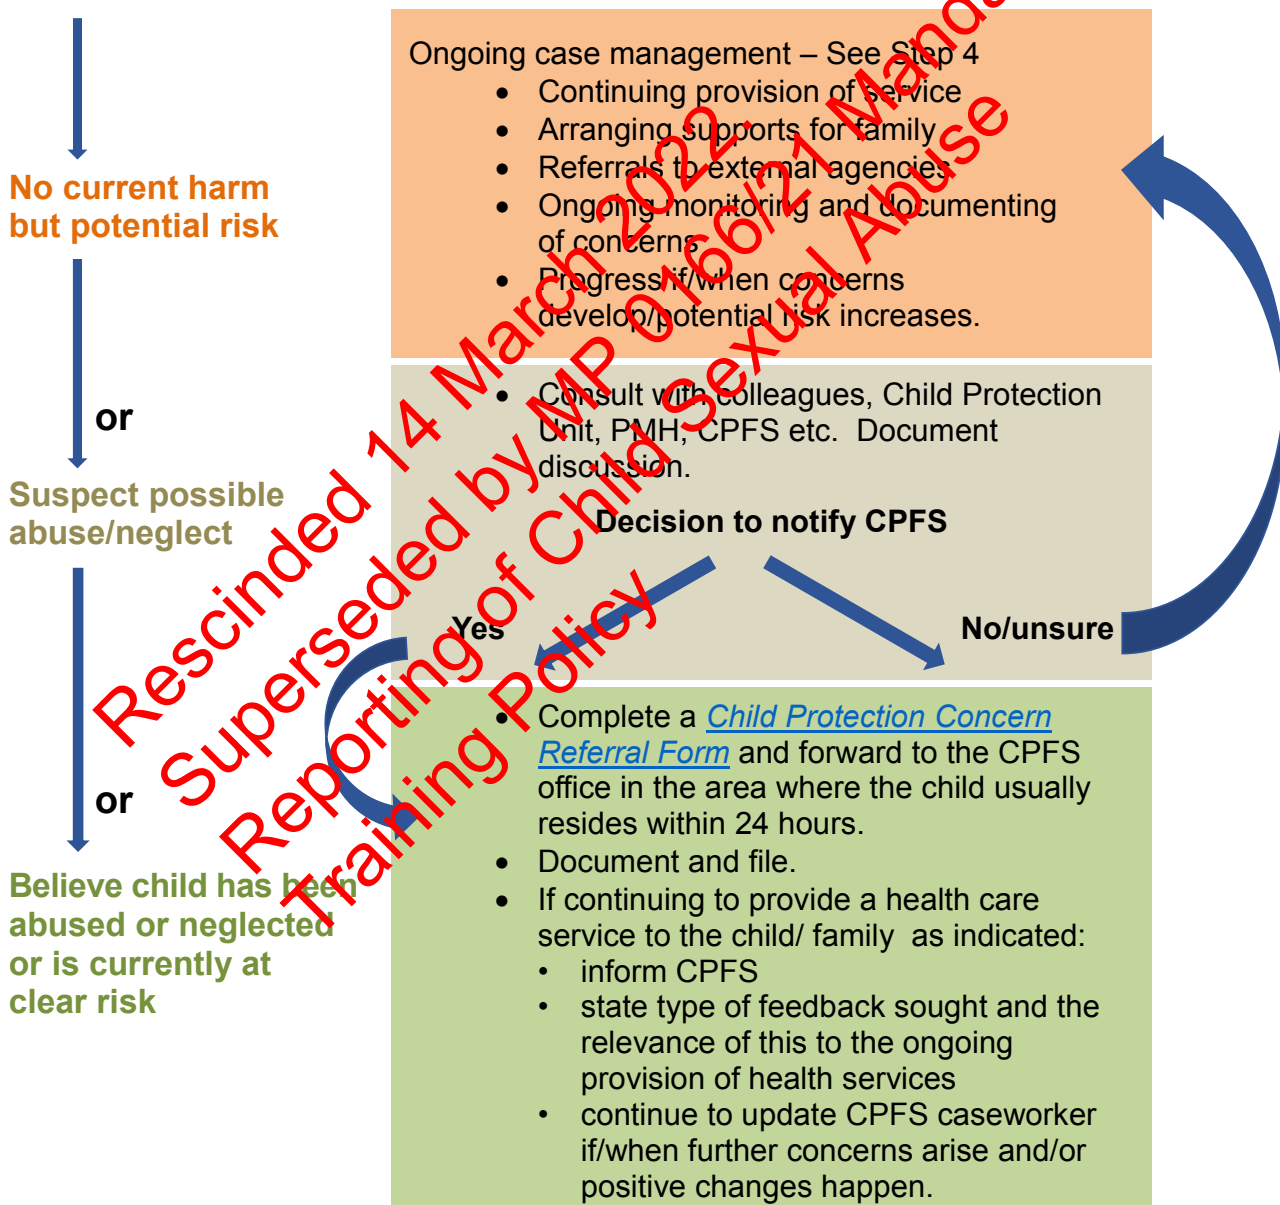 Ongoing case management – See Step 4
• Continuing provision of service
• Arranging supports for family
• Referrals to external agencies
• Ongoing monitoring and documenting
of concerns
• Progress if/when concerns
develop/potential risk increases.
No current harm
but potential risk
or
• Consult with colleagues, Child Protection
Unit, PMH, CPFS etc. Document
discussion.
Suspect possible
abuse/neglect
Decision to notify CPFS
Yes
No/unsure
or
• Complete a Child Protection Concern
Referral Form and forward to the CPFS
office in the area where the child usually
resides within 24 hours.
• Document and file.
• If continuing to provide a health care
service to the child/ family as indicated:
• inform CPFS
• state type of feedback sought and the
relevance of this to the ongoing
provision of health services
• continue to update CPFS caseworker
if/when further concerns arise and/or
positive changes happen.
Believe child has been
abused or neglected
or is currently at
clear risk
Rescinded 14 March 2022.
Superseded by MP 0166/21 Manda
Reporting of Child Sexual Abuse
Training Policy